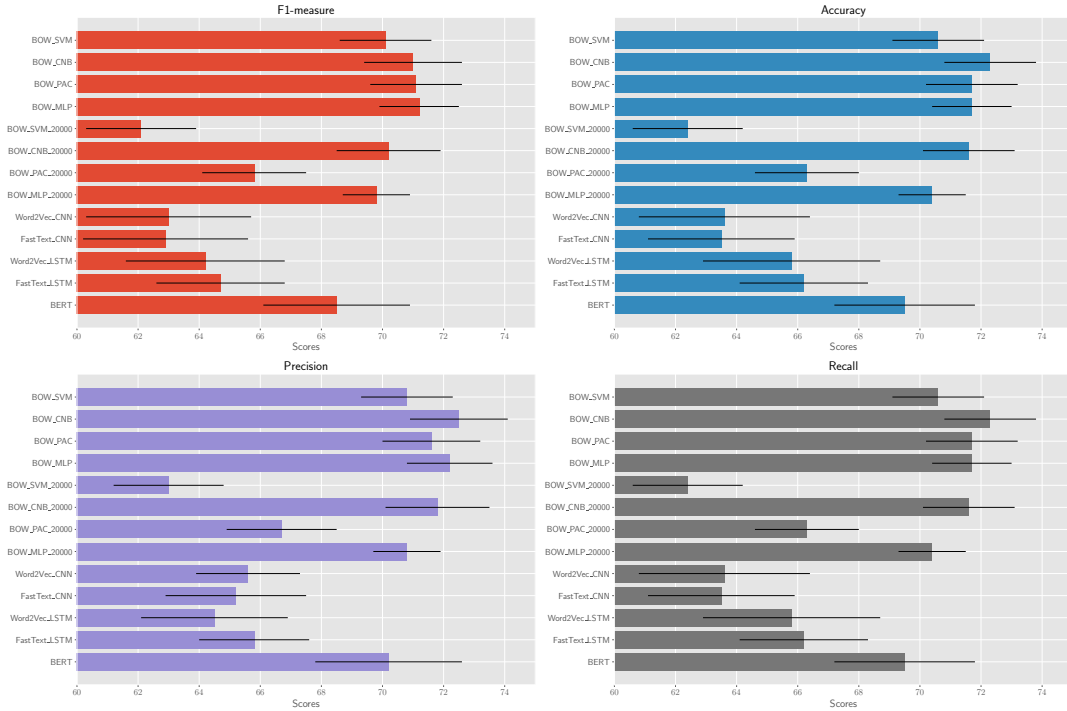 F1-measure
BOW_SVM
BOW_CNB
BOW_PAC
BOW_MLP
BOW_SVM_20000
BOW_CNB_20000
BOW_PAC_20000
BOW_MLP_20000
Word2Vec_CNN
FastText_CNN
Word2Vec_LSTM
FastText_LSTM
BERT
60 62 64 66 68 70 72 74
Scores
Accuracy
BOW_SVM
BOW_CNB
BOW_PAC
BOW_MLP
BOW_SVM_20000
BOW_CNB_20000
BOW_PAC_20000
BOW_MLP_20000
Word2Vec_CNN
FastText_CNN
Word2Vec_LSTM
FastText_LSTM
BERT
60 62 64 66 68 70 72 74
Scores
Precision
BOW_SVM
BOW_CNB
BOW_PAC
BOW_MLP
BOW_SVM_20000
BOW_CNB_20000
BOW_PAC_20000
BOW_MLP_20000
Word2Vec_CNN
FastText_CNN
Word2Vec_LSTM
FastText_LSTM
BERT
60 62 64 66 68 70 72 74
Scores
Recall
BOW_SVM
BOW_CNB
BOW_PAC
BOW_MLP
BOW_SVM_20000
BOW_CNB_20000
BOW_PAC_20000
BOW_MLP_20000
Word2Vec_CNN
FastText_CNN
Word2Vec_LSTM
FastText_LSTM
BERT
60 62 64 66 68 70 72 74
Scores